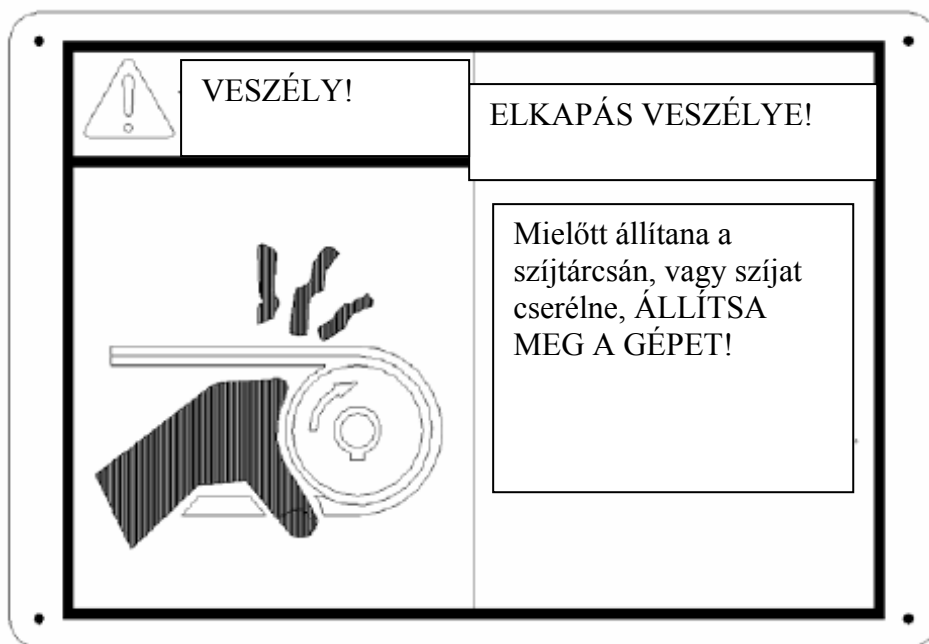 VESZÉLY!
ELKAPÁS VESZÉLYE!
Mielőtt állítana a
szíjtárcsán, vagy szíjat
cserélne, ÁLLÍTSA
MEG A GÉPET!